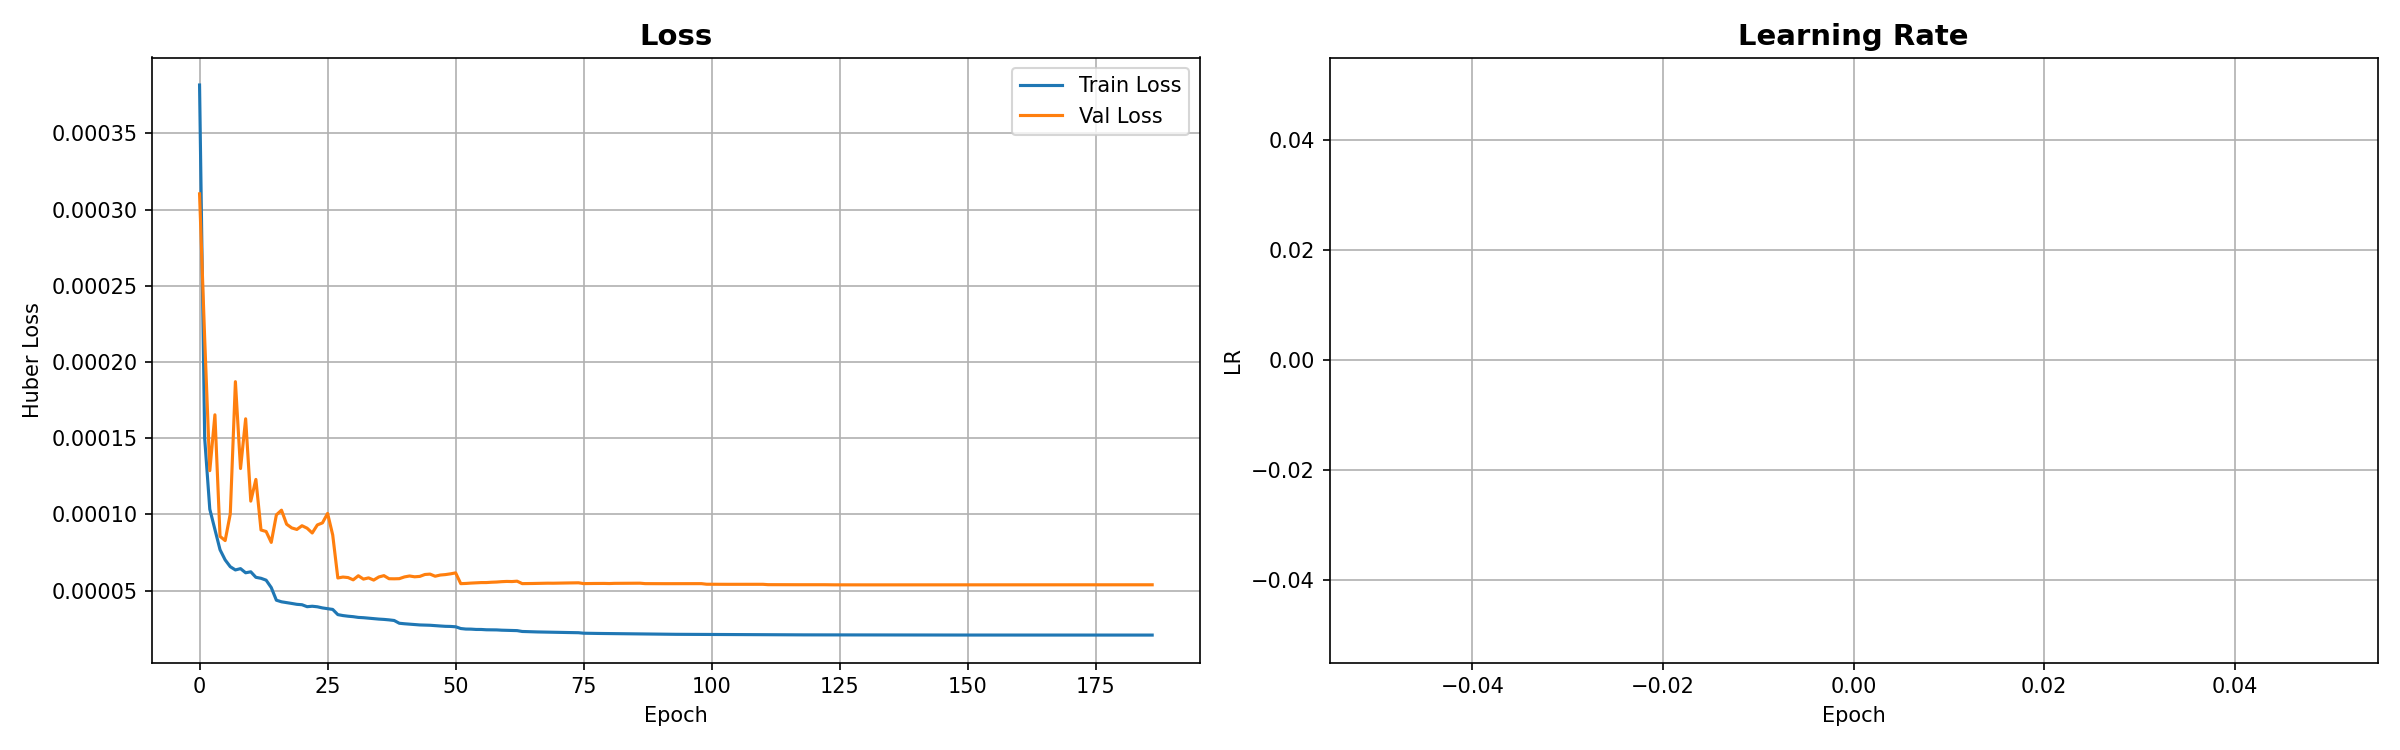 Loss
Huber Loss
0.00035
0.00030
0.00025
0.00020
0.00015
0.00010
0.00005
Train Loss
Val Loss
0 25 50 75 100 125 150 175
Epoch
Learning Rate
LR
0.04
0.02
0.00
−0.02
−0.04
−0.04 −0.02 0.00 0.02 0.04
Epoch